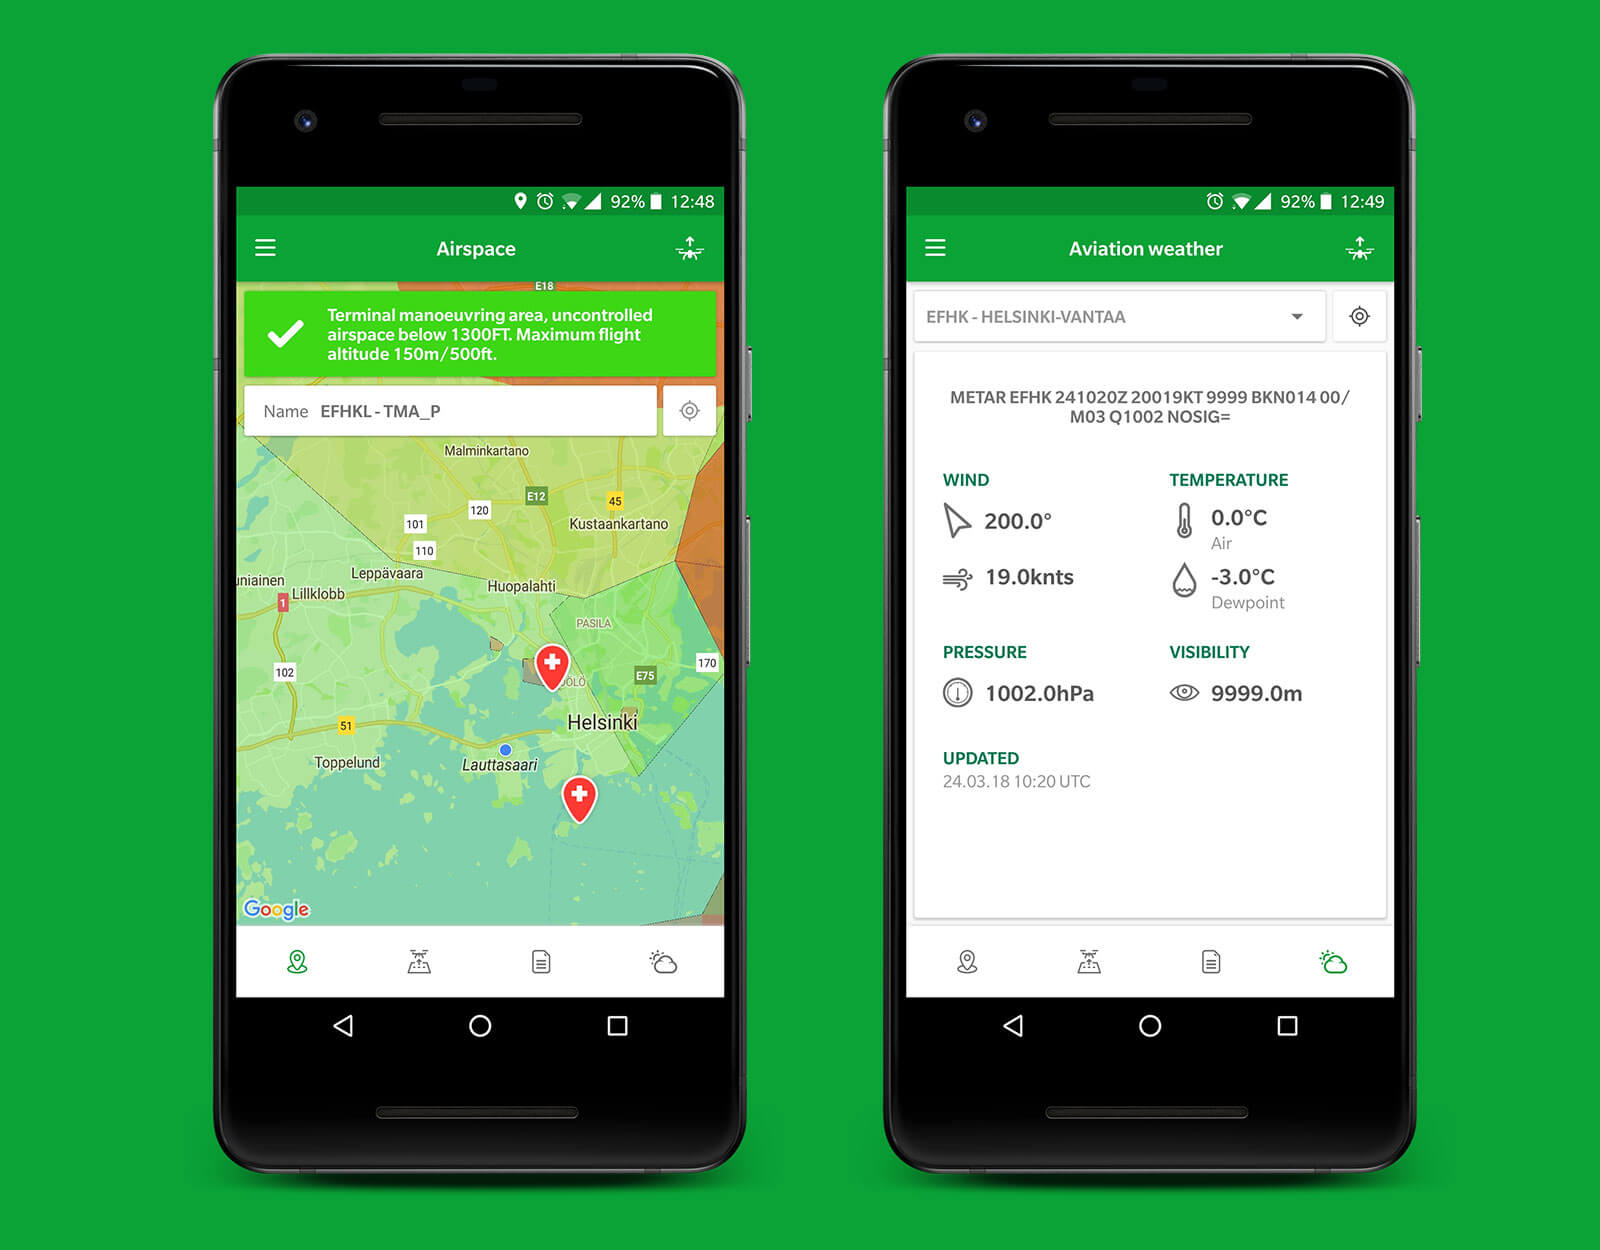 92% 12:48
Airspace
E18
Terminal manoeuvring area, uncontrolled
airspace below 1300FT. Maximum flight
altitude 150m/500ft.
Name EFHKL - TMA_P
Malminkartano
E12
45
120
101
Kustaankartano
110
Leppävaara
uniainen
Huopalahti
Lillklobb
1
PASILA
170
102
E75
ÖÖLÖ
Helsinki
51
Toppelund
Lauttasaari
Google
92% 12:49
Aviation weather
EFHK - HELSINKI-VANTAA
METAR EFHK 241020Z 20019KT 9999 BKN014 00/
M03 Q1002 NOSIG=
WIND
200.0°
19.0knts
TEMPERATURE
0.0°C
Air
-3.0°C
Dewpoint
PRESSURE
1002.0hPa
VISIBILITY
9999.0m
UPDATED
24.03.18 10:20 UTC